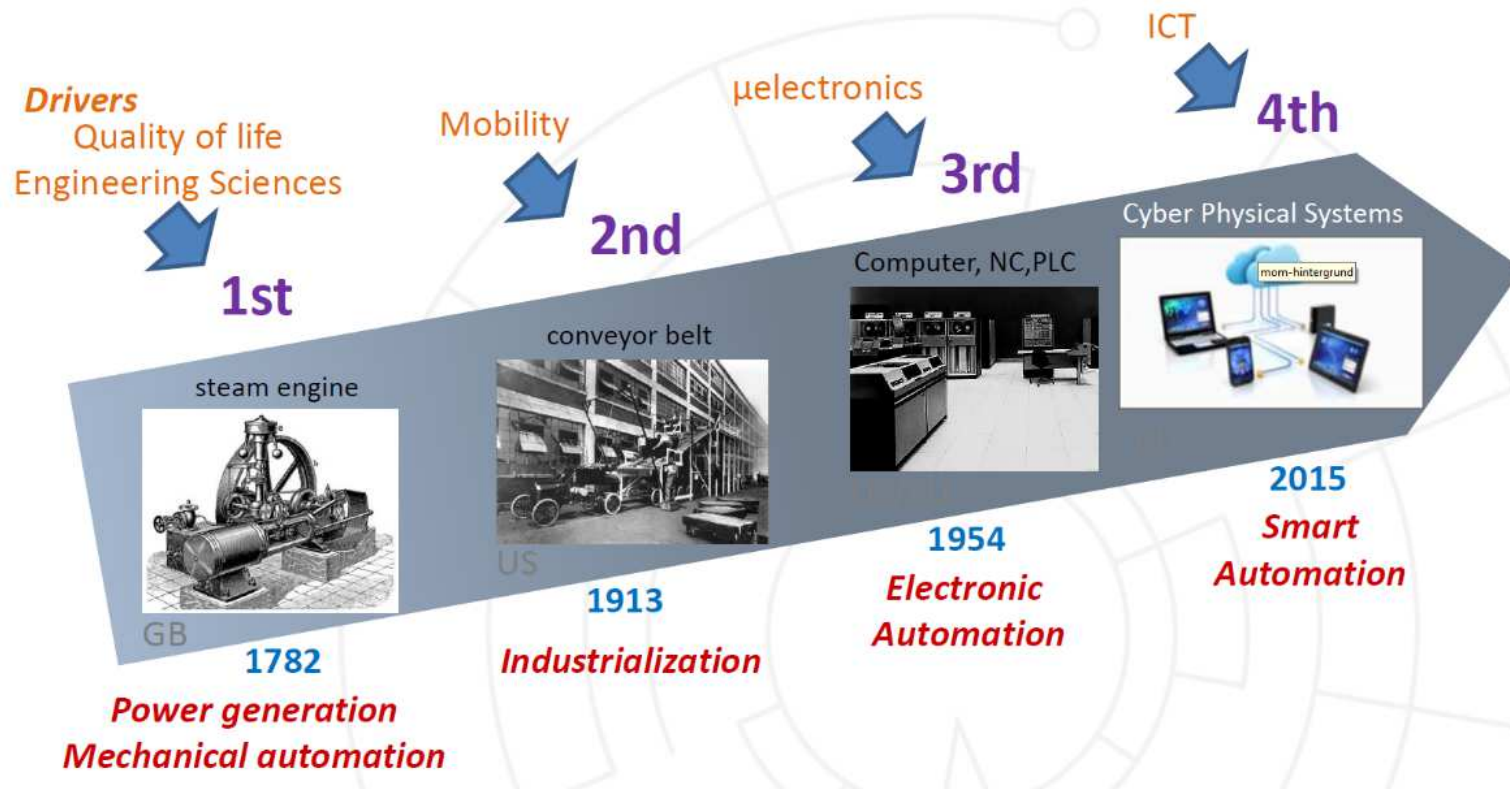 Drivers
Quality of life
Engineering Sciences
1st
steam engine
GB
1782
Power generation
Mechanical automation
Mobility
2nd
conveyor belt
US
1913
Industrialization
µelectronics
3rd
Computer, NC,PLC
1954
Electronic
Automation
ICT
4th
Cyber Physical Systems
mom-hintergrund
2015
Smart
Automation